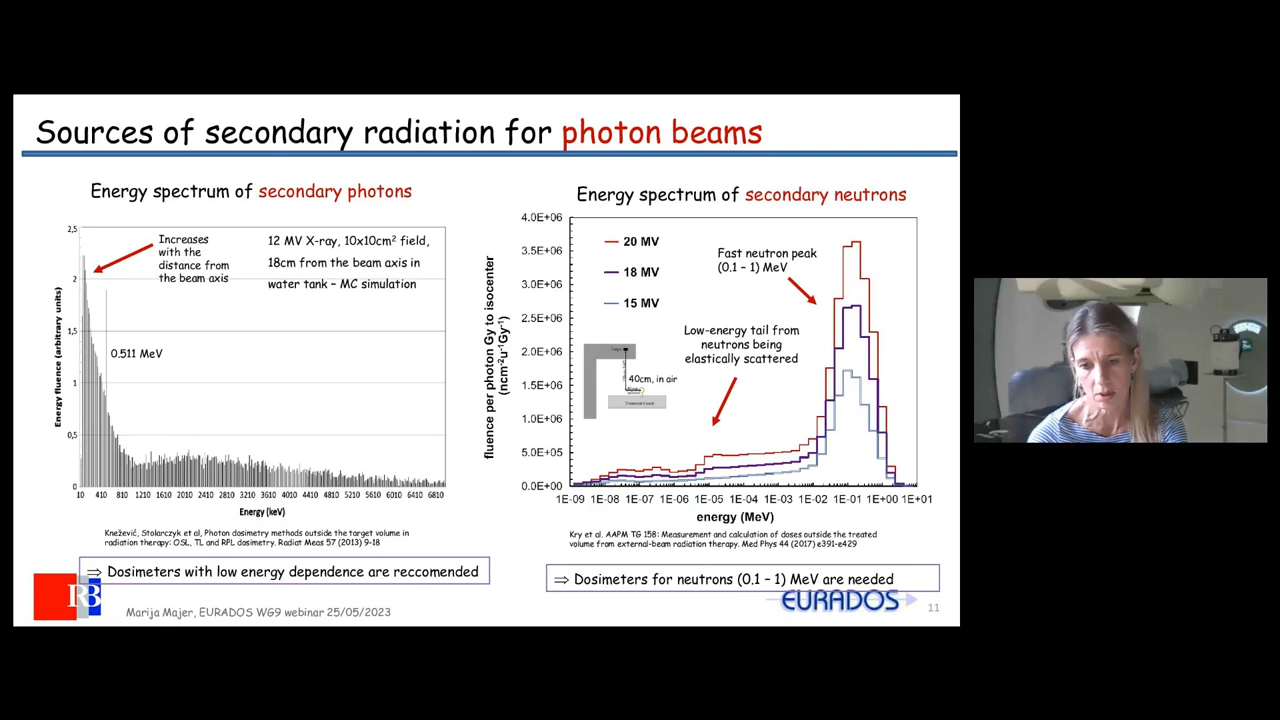 Sources of secondary radiation for photon beams
Energy spectrum of secondary photons
2,5
2
1,5
1
0,5
0
Energy fluence (arbitrary units)
Increases
with the
distance from
the beam axis
12 MV X-ray, 10x10cm² field,
18cm from the beam axis in
water tank – MC simulation
0.511 MeV
10 410 810 1210 1610 2010 2410 2810 3210 3610 4010 4410 4810 5210 5610 6010 6410 6810
Energy (keV)
Knežević, Stolarczyk et al, Photon dosimetry methods outside the target volume in
radiation therapy: OSL, TL and RPL dosimetry. Radiat Meas 57 (2013) 9-18
⇒ Dosimeters with low energy dependence are reccomended
Energy spectrum of secondary neutrons
4.0E+06
3.5E+06
3.0E+06
2.5E+06
2.0E+06
1.5E+06
1.0E+06
5.0E+05
0.0E+00
fluence per photon Gy to isocenter
(ncm⁻²u⁻¹Gy⁻¹)
20 MV
18 MV
15 MV
Fast neutron peak
(0.1 – 1) MeV
Low-energy tail from
neutrons being
elastically scattered
40cm, in air
1E-09 1E-08 1E-07 1E-06 1E-05 1E-04 1E-03 1E-02 1E-01 1E+00 1E+01
energy (MeV)
Kry et al. AAPM TG 158: Measurement and calculation of doses outside the treated
volume from external-beam radiation therapy. Med Phys 44 (2017) e391-e429
⇒ Dosimeters for neutrons (0.1 – 1) MeV are needed
Marija Majer, EURADOS WG9 webinar 25/05/2023
EURADOS
11